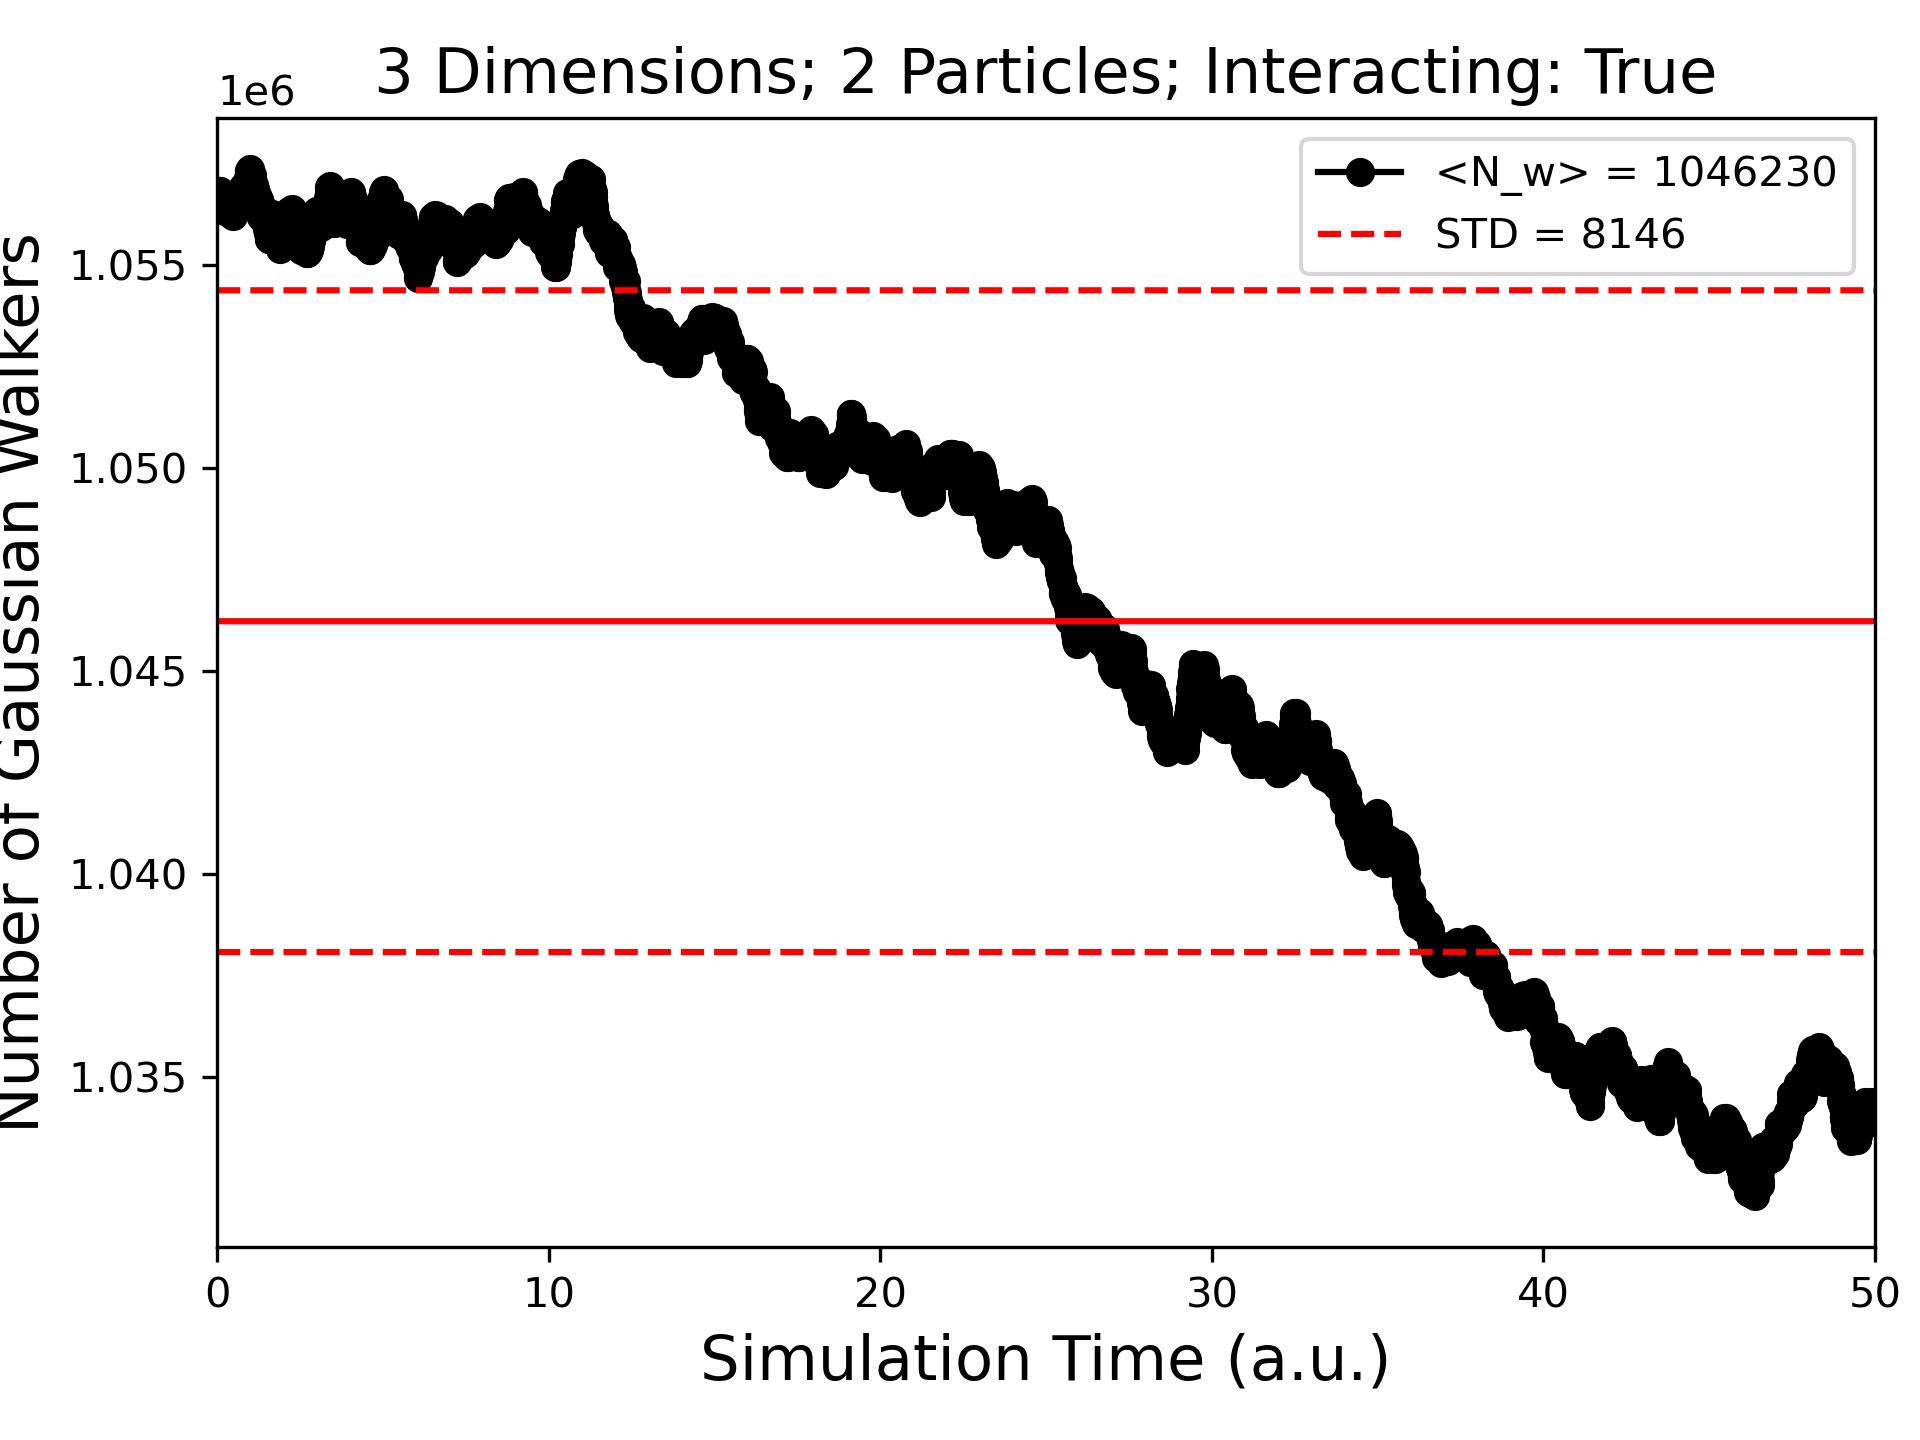 3 Dimensions; 2 Particles; Interacting: True
1e6
<N_w> = 1046230
STD = 8146
Number of Gaussian Walkers
1.055
1.050
1.045
1.040
1.035
0 10 20 30 40 50
Simulation Time (a.u.)